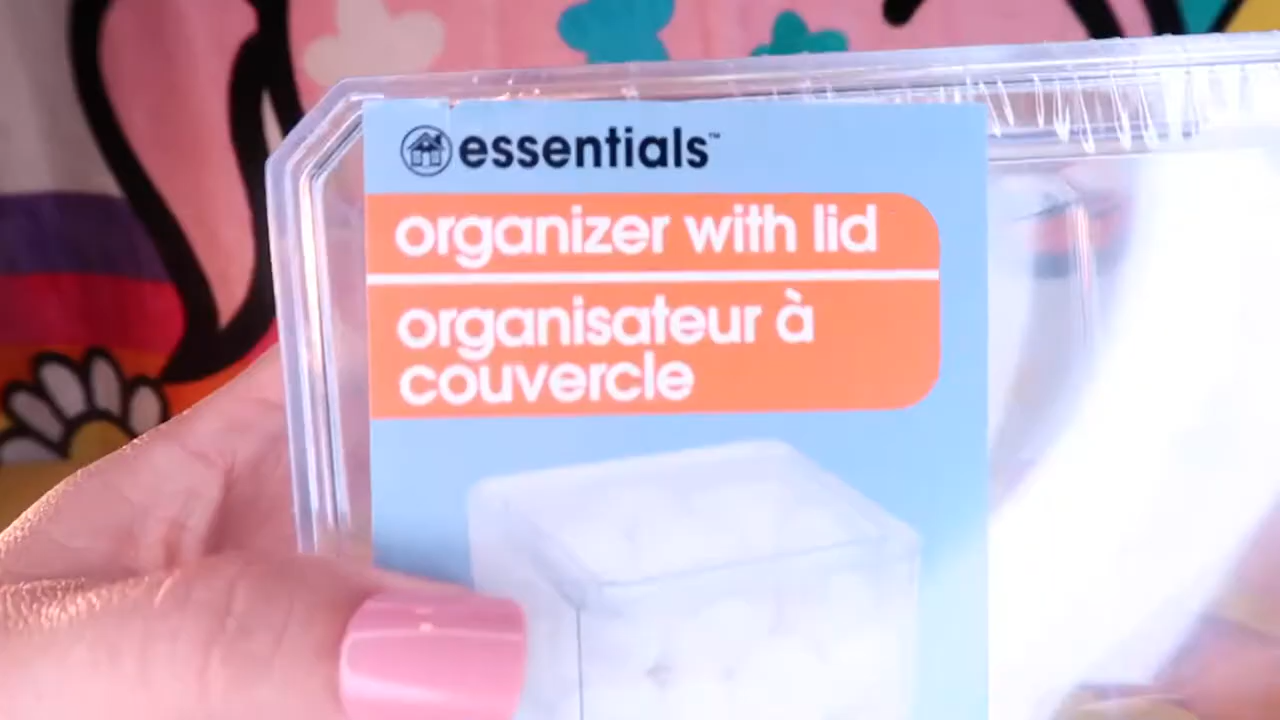 essentials™
organizer with lid
organisateur à
couvercle